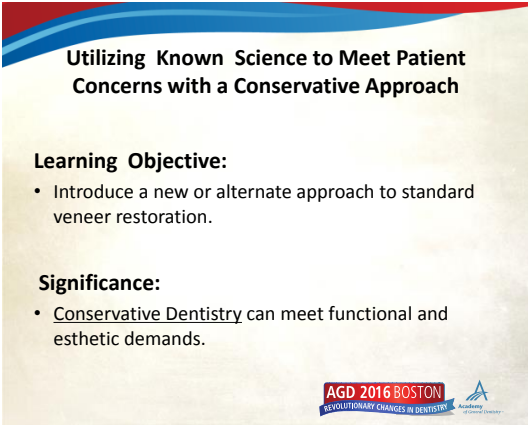 Utilizing Known Science to Meet Patient
Concerns with a Conservative Approach
Learning Objective:
• Introduce a new or alternate approach to standard
veneer restoration.
Significance:
• Conservative Dentistry can meet functional and
esthetic demands.
AGD 2016 BOSTON
REVOLUTIONARY CHANGES IN DENTISTRY
Academy
of General Dentistry